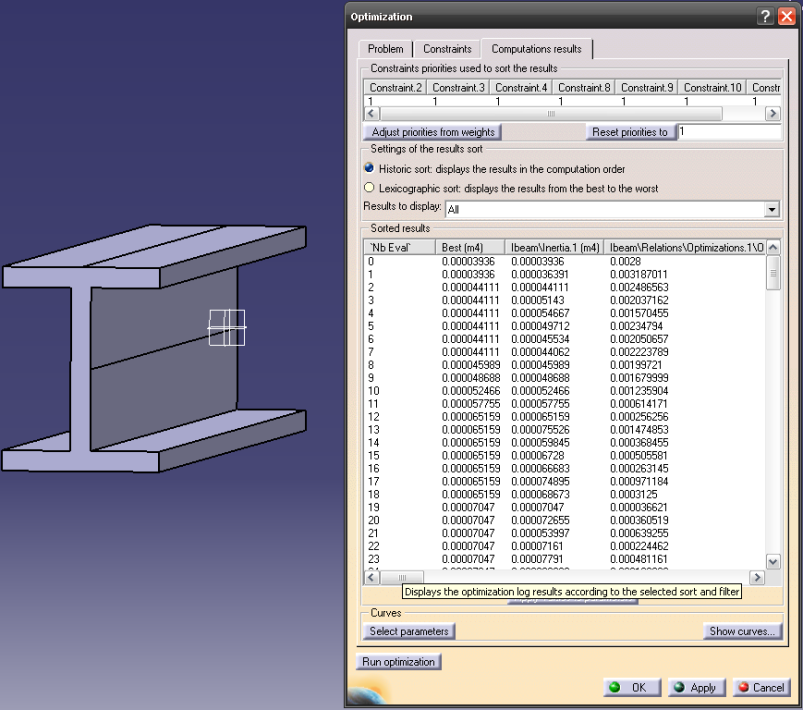 Optimization
Problem Constraints Computations results
Constraints priorities used to sort the results
Constraint.2 Constraint.3 Constraint.4 Constraint.8 Constraint.9 Constraint.10 Constr
1 1 1 1 1 1 1
Adjust priorities from weights Reset priorities to 1
Settings of the results sort
Historic sort: displays the results in the computation order
Lexicographic sort: displays the results from the best to the worst
Results to display: All
Sorted results
`Nb Eval` Best (m4) Ibeam\Inertia.1 (m4) Ibeam\Relations\Optimizations.1\O
0 0.00003936 0.00003936 0.0028
1 0.00003936 0.000036391 0.003187011
2 0.000044111 0.000044111 0.002486563
3 0.000044111 0.00005143 0.002037162
4 0.000044111 0.000054667 0.001570455
5 0.000044111 0.000049712 0.00234794
6 0.000044111 0.000045534 0.002050657
7 0.000044111 0.000044062 0.002223789
8 0.000045989 0.000045989 0.00199721
9 0.000048688 0.000048688 0.001679999
10 0.000052466 0.000052466 0.001235904
11 0.000057755 0.000057755 0.000614171
12 0.000065159 0.000065159 0.000256256
13 0.000065159 0.000075526 0.001474853
14 0.000065159 0.000059845 0.000368455
15 0.000065159 0.00006728 0.000505581
16 0.000065159 0.000066683 0.000263145
17 0.000065159 0.000074895 0.000971184
18 0.000065159 0.000068673 0.0003125
19 0.00007047 0.00007047 0.000036621
20 0.00007047 0.000072655 0.000360519
21 0.00007047 0.000053997 0.000639255
22 0.00007047 0.00007161 0.000224462
23 0.00007047 0.00007791 0.000481161
Displays the optimization log results according to the selected sort and filter
Curves
Select parameters Show curves...
Run optimization
OK Apply Cancel